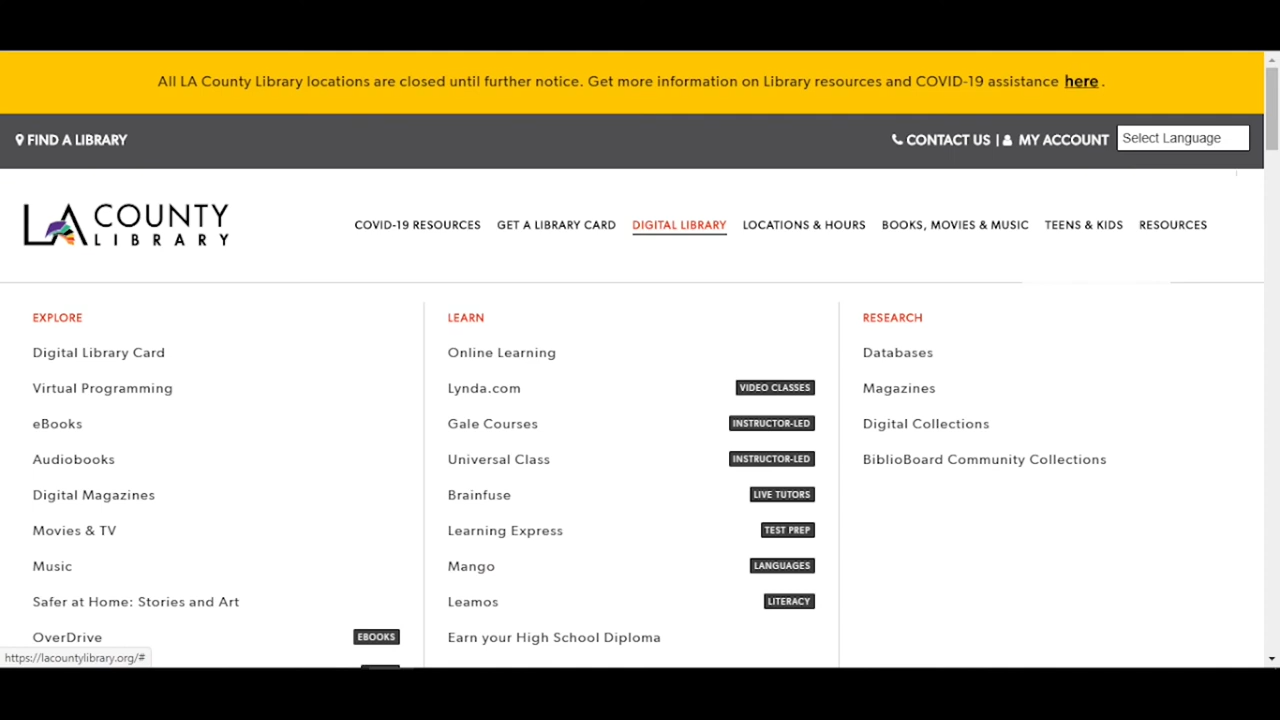 All LA County Library locations are closed until further notice. Get more information on Library resources and COVID-19 assistance here.
FIND A LIBRARY
CONTACT US | MY ACCOUNT Select Language
LA COUNTY LIBRARY
COVID-19 RESOURCES GET A LIBRARY CARD DIGITAL LIBRARY LOCATIONS & HOURS BOOKS, MOVIES & MUSIC TEENS & KIDS RESOURCES
EXPLORE
Digital Library Card
Virtual Programming
eBooks
Audiobooks
Digital Magazines
Movies & TV
Music
Safer at Home: Stories and Art
OverDrive EBOOKS
LEARN
Online Learning
Lynda.com VIDEO CLASSES
Gale Courses INSTRUCTOR-LED
Universal Class INSTRUCTOR-LED
Brainfuse LIVE TUTORS
Learning Express TEST PREP
Mango LANGUAGES
Leamos LITERACY
Earn your High School Diploma
RESEARCH
Databases
Magazines
Digital Collections
BiblioBoard Community Collections
https://lacountylibrary.org/#